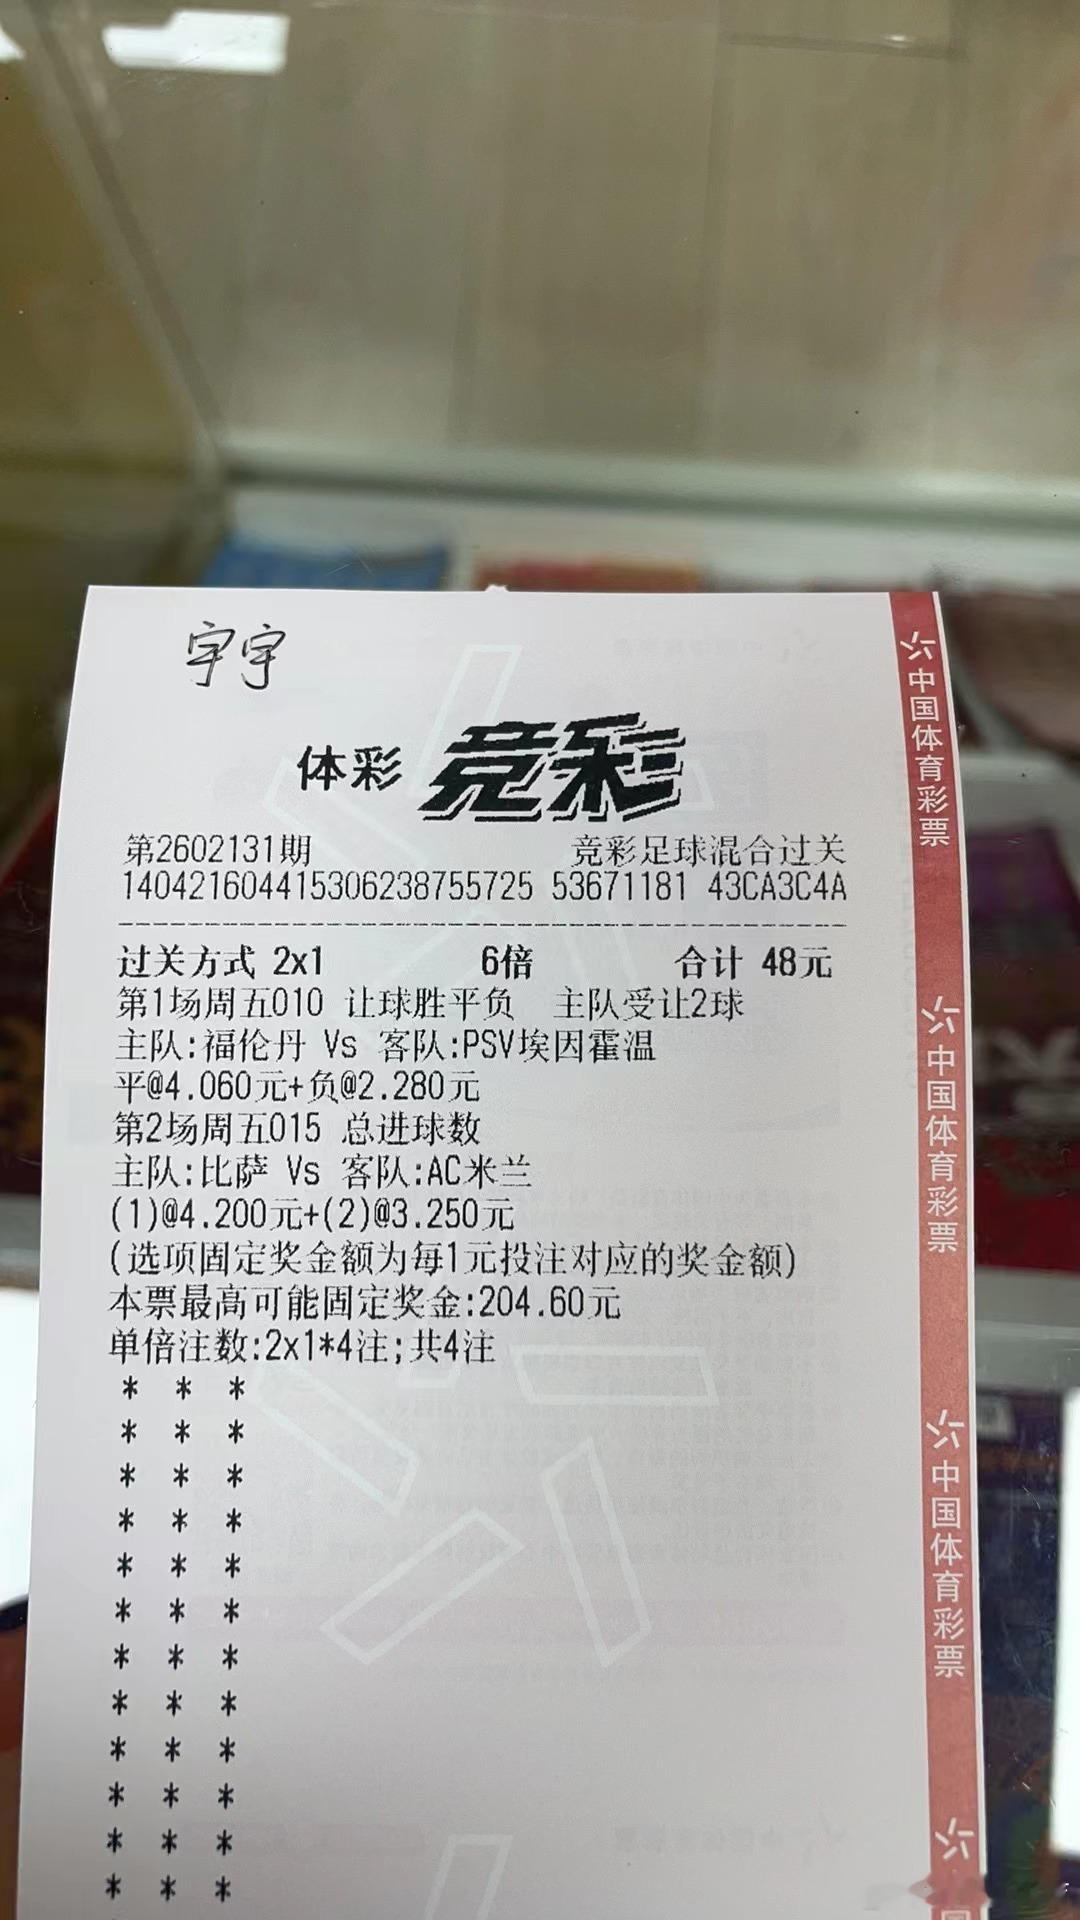 宇宇
体彩 竞彩
第2602131期 竞彩足球混合过关
140421604415306238755725 53671181 43CA3C4A
过关方式 2x1 6倍 合计 48元
第1场周五010 让球胜平负 主队受让2球
主队:福伦丹 Vs 客队:PSV埃因霍温
平@4.060元+负@2.280元
第2场周五015 总进球数
主队:比萨 Vs 客队:AC米兰
(1)@4.200元+(2)@3.250元
(选项固定奖金额为每1元投注对应的奖金额)
本票最高可能固定奖金:204.60元
单倍注数:2x1*4注;共4注
* * *
* * *
* * *
* * *
* * *
* * *
* * *
* * *
* * *
* * *
* * *
* * *
中国体育彩票
中国体育彩票
中国体育彩票
中国